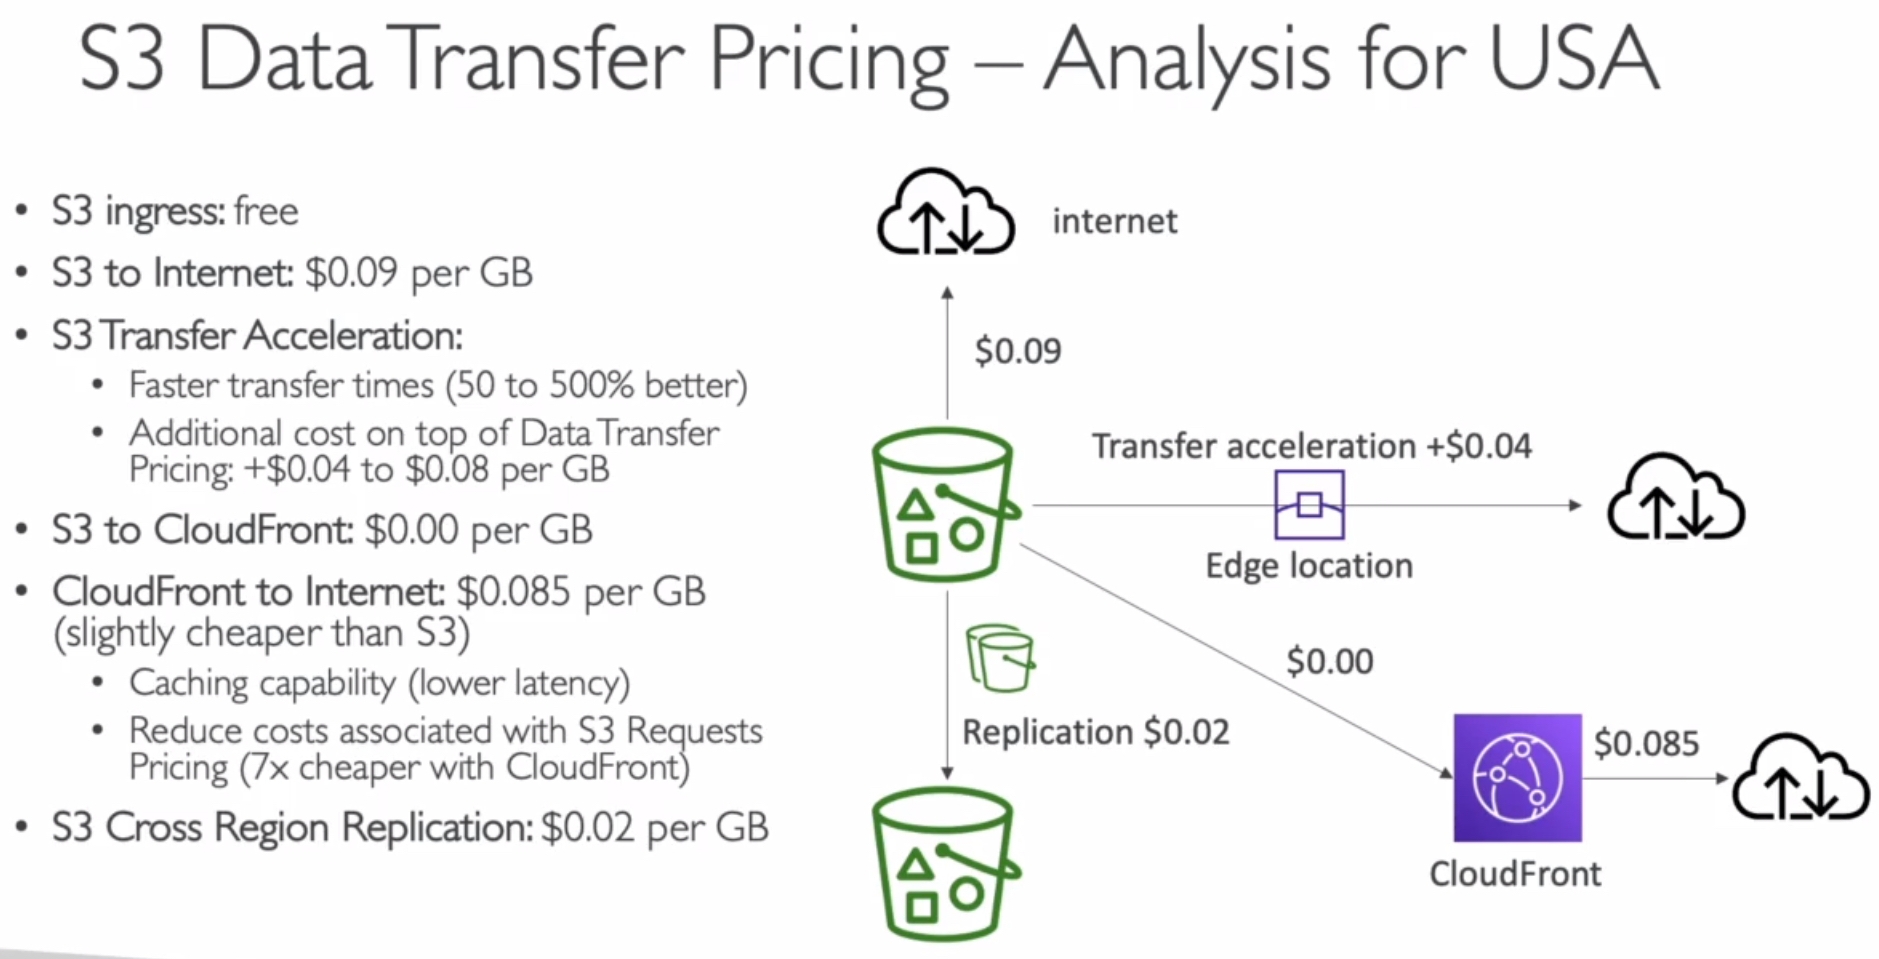 S3 Data Transfer Pricing – Analysis for USA
• S3 ingress: free
• S3 to Internet: $0.09 per GB
• S3 Transfer Acceleration:
• Faster transfer times (50 to 500% better)
• Additional cost on top of Data Transfer
Pricing: +$0.04 to $0.08 per GB
• S3 to CloudFront: $0.00 per GB
• CloudFront to Internet: $0.085 per GB
(slightly cheaper than S3)
• Caching capability (lower latency)
• Reduce costs associated with S3 Requests
Pricing (7x cheaper with CloudFront)
• S3 Cross Region Replication: $0.02 per GB
internet
$0.09
Transfer acceleration +$0.04
Edge location
$0.00
Replication $0.02
$0.085
CloudFront